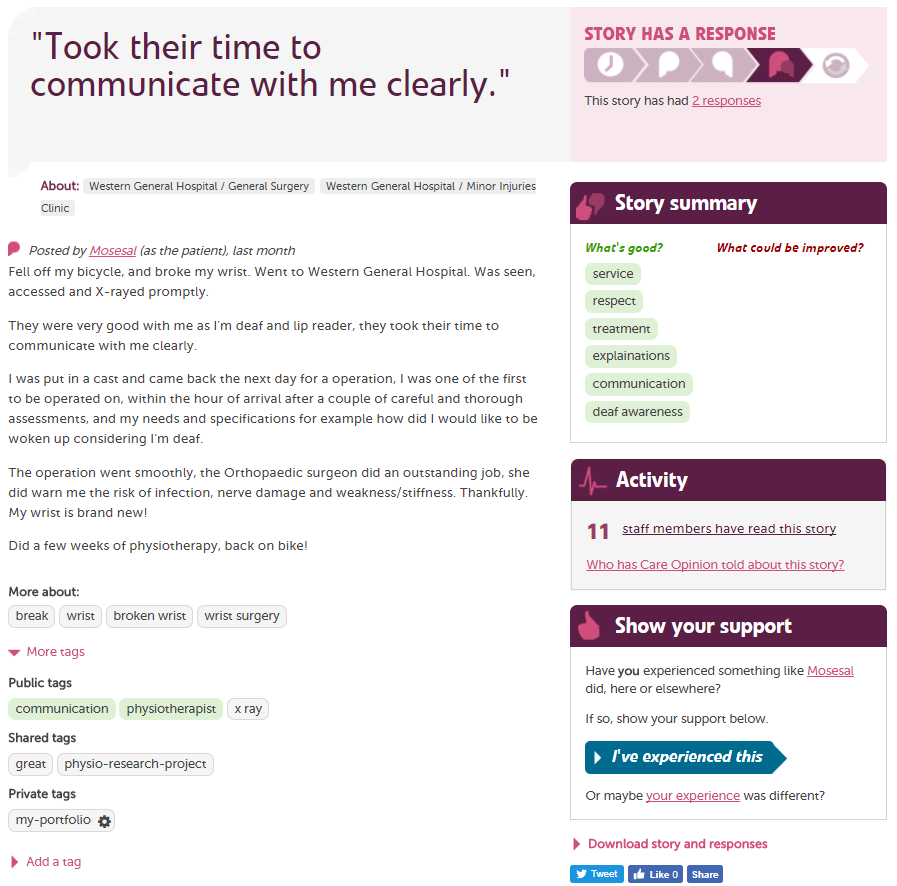 "Took their time to
communicate with me clearly."
STORY HAS A RESPONSE
This story has had 2 responses
About: Western General Hospital / General Surgery Western General Hospital / Minor Injuries
Clinic
Posted by Mosesal (as the patient), last month
Fell off my bicycle, and broke my wrist. Went to Western General Hospital. Was seen,
accessed and X-rayed promptly.
They were very good with me as I'm deaf and lip reader, they took their time to
communicate with me clearly.
I was put in a cast and came back the next day for a operation, I was one of the first
to be operated on, within the hour of arrival after a couple of careful and thorough
assessments, and my needs and specifications for example how did I would like to be
woken up considering I'm deaf.
The operation went smoothly, the Orthopaedic surgeon did an outstanding job, she
did warn me the risk of infection, nerve damage and weakness/stiffness. Thankfully.
My wrist is brand new!
Did a few weeks of physiotherapy, back on bike!
More about:
break wrist broken wrist wrist surgery
More tags
Public tags
communication physiotherapist x ray
Shared tags
great physio-research-project
Private tags
my-portfolio
Add a tag
Story summary
What's good? What could be improved?
service
respect
treatment
explainations
communication
deaf awareness
Activity
11 staff members have read this story
Who has Care Opinion told about this story?
Show your support
Have you experienced something like Mosesal
did, here or elsewhere?
If so, show your support below.
I've experienced this
Or maybe your experience was different?
Download story and responses
Tweet Like 0 Share